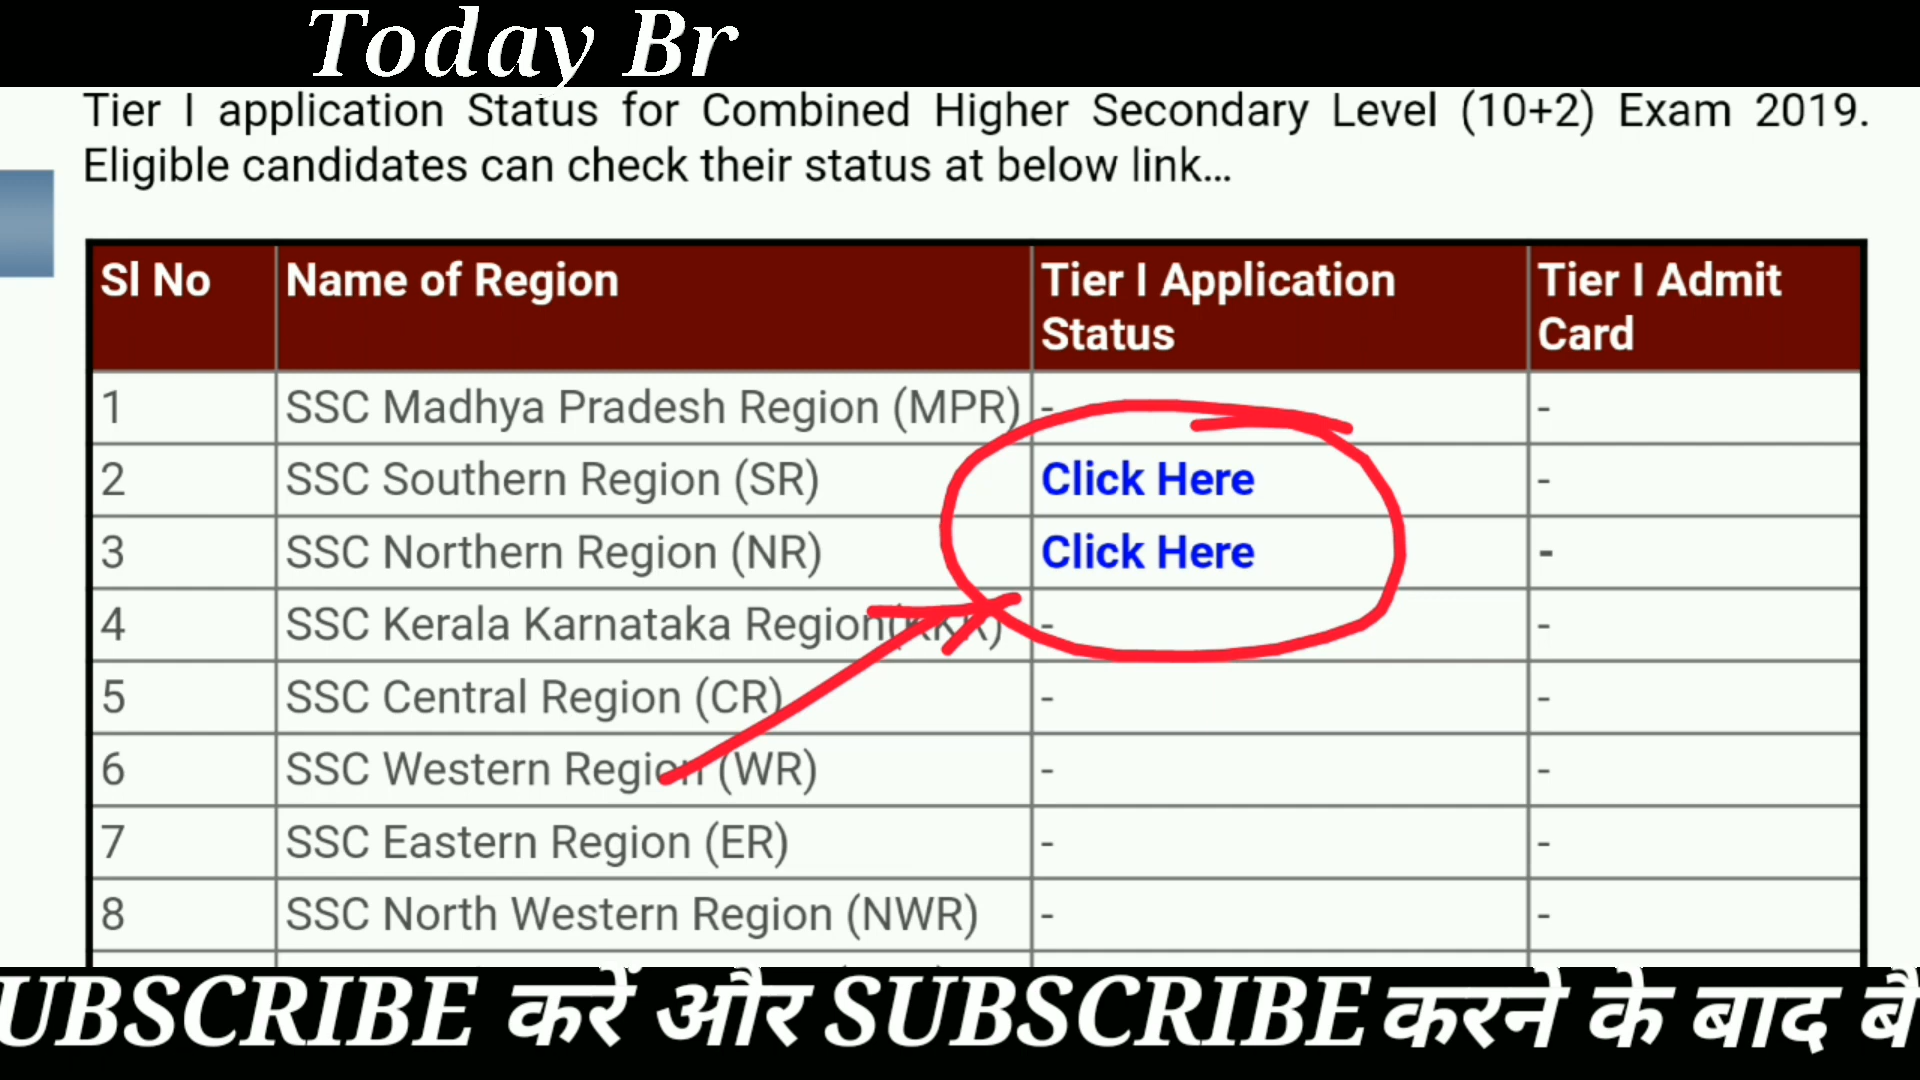 Today Br
Tier I application Status for Combined Higher Secondary Level (10+2) Exam 2019.
Eligible candidates can check their status at below link...
Sl No Name of Region Tier I Application Status Tier I Admit Card
1 SSC Madhya Pradesh Region (MPR) - -
2 SSC Southern Region (SR) Click Here -
3 SSC Northern Region (NR) Click Here -
4 SSC Kerala Karnataka Region(KKR) - -
5 SSC Central Region (CR) - -
6 SSC Western Region (WR) - -
7 SSC Eastern Region (ER) - -
8 SSC North Western Region (NWR) - -
UBSCRIBE करें और SUBSCRIBE करने के बाद बै